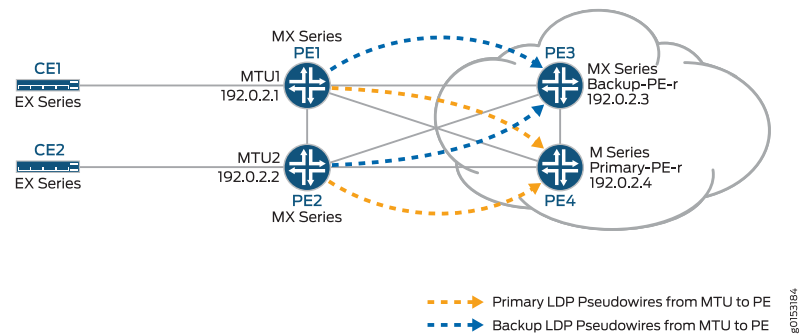 MX Series
PE1
PE3
CE1
MTU1
MX Series
Backup-PE-r
192.0.2.3
192.0.2.1
EX Series
CE2
MTU2
M Series
Primary-PE-r
192.0.2.4
192.0.2.2
EX Series
PE2
PE4
MX Series
Primary LDP Pseudowires from MTU to PE
Backup LDP Pseudowires from MTU to PE
g0153184